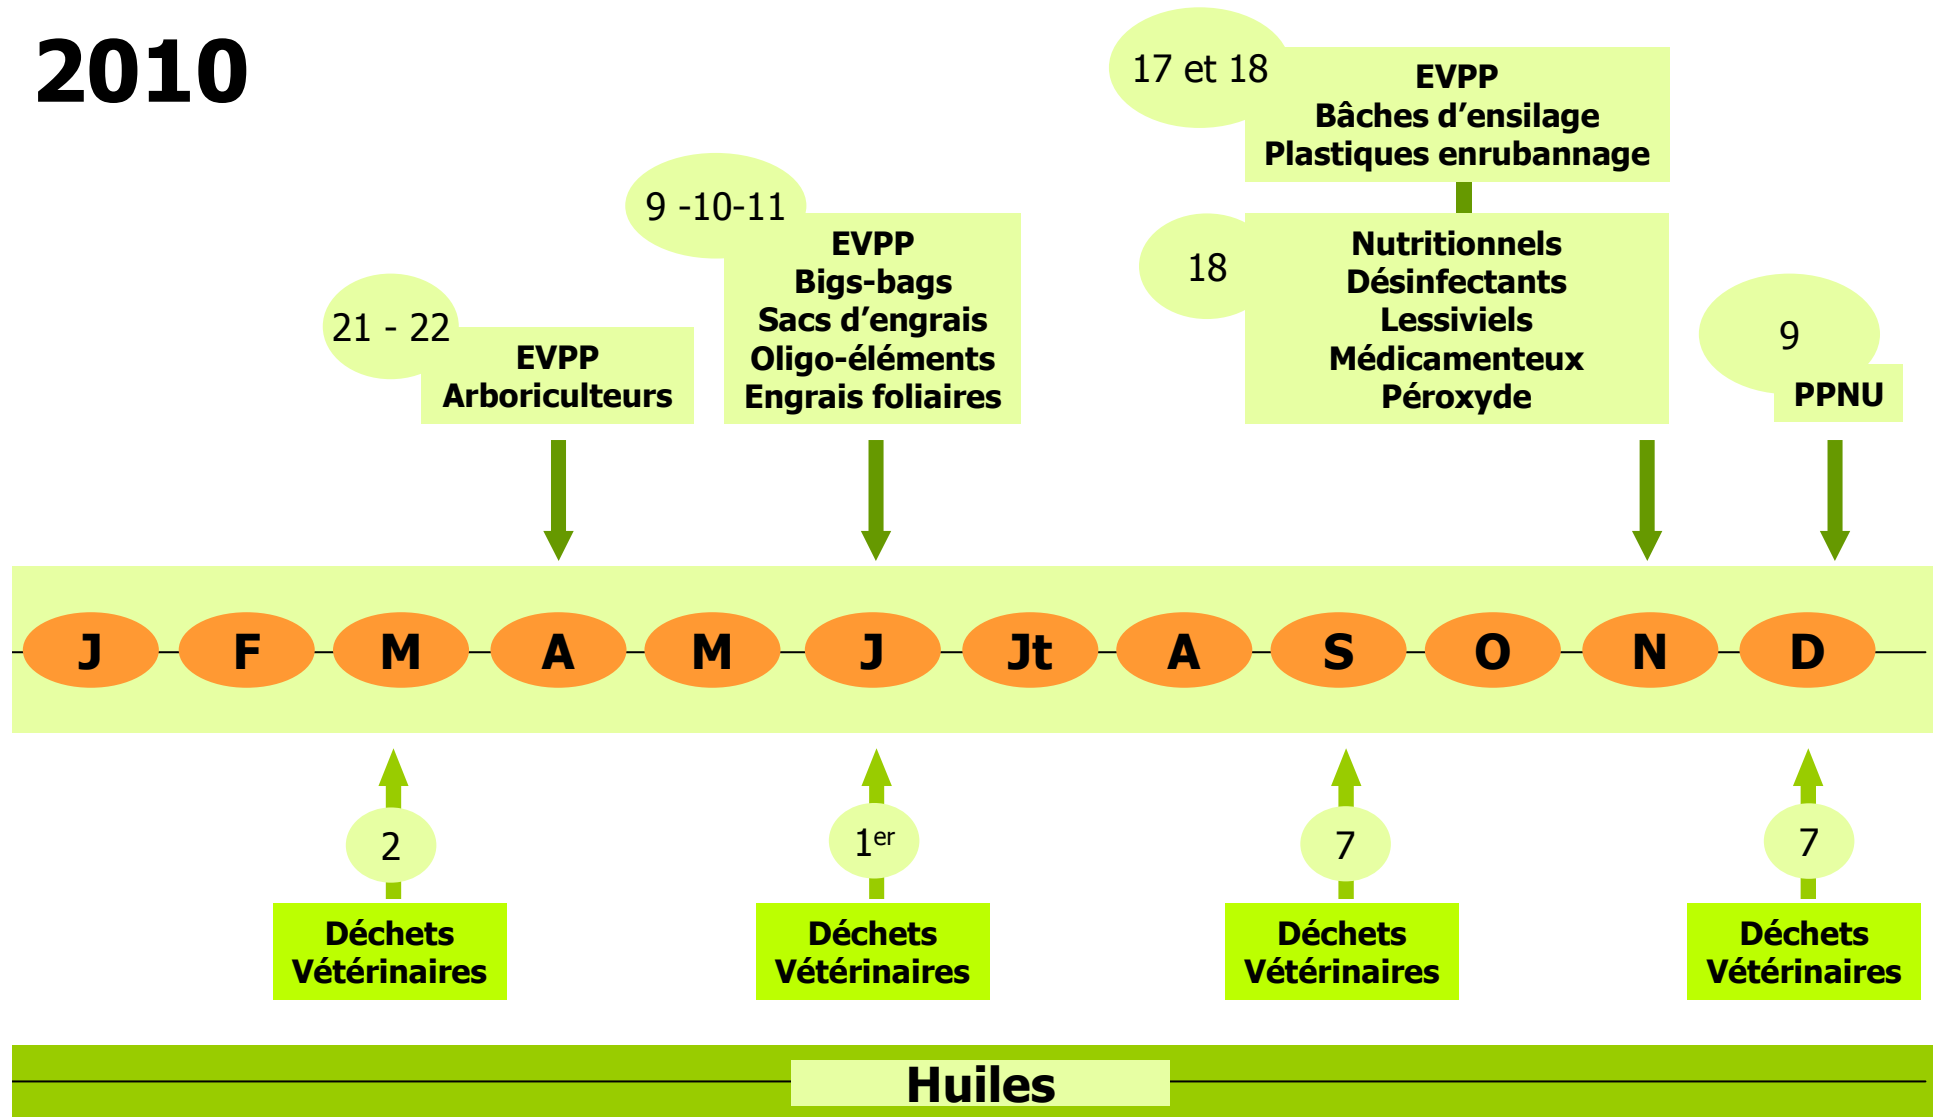 2010
17 et 18
EVPP
Bâches d’ensilage
Plastiques enrubannage
9 -10-11
EVPP
Bigs-bags
Sacs d’engrais
Oligo-éléments
Engrais foliaires
18
Nutritionnels
Désinfectants
Lessiviels
Médicamenteux
Péroxyde
21 - 22
EVPP
Arboriculteurs
9
PPNU
J F M A M J Jt A S O N D
2
Déchets
Vétérinaires
1er
Déchets
Vétérinaires
7
Déchets
Vétérinaires
7
Déchets
Vétérinaires
Huiles